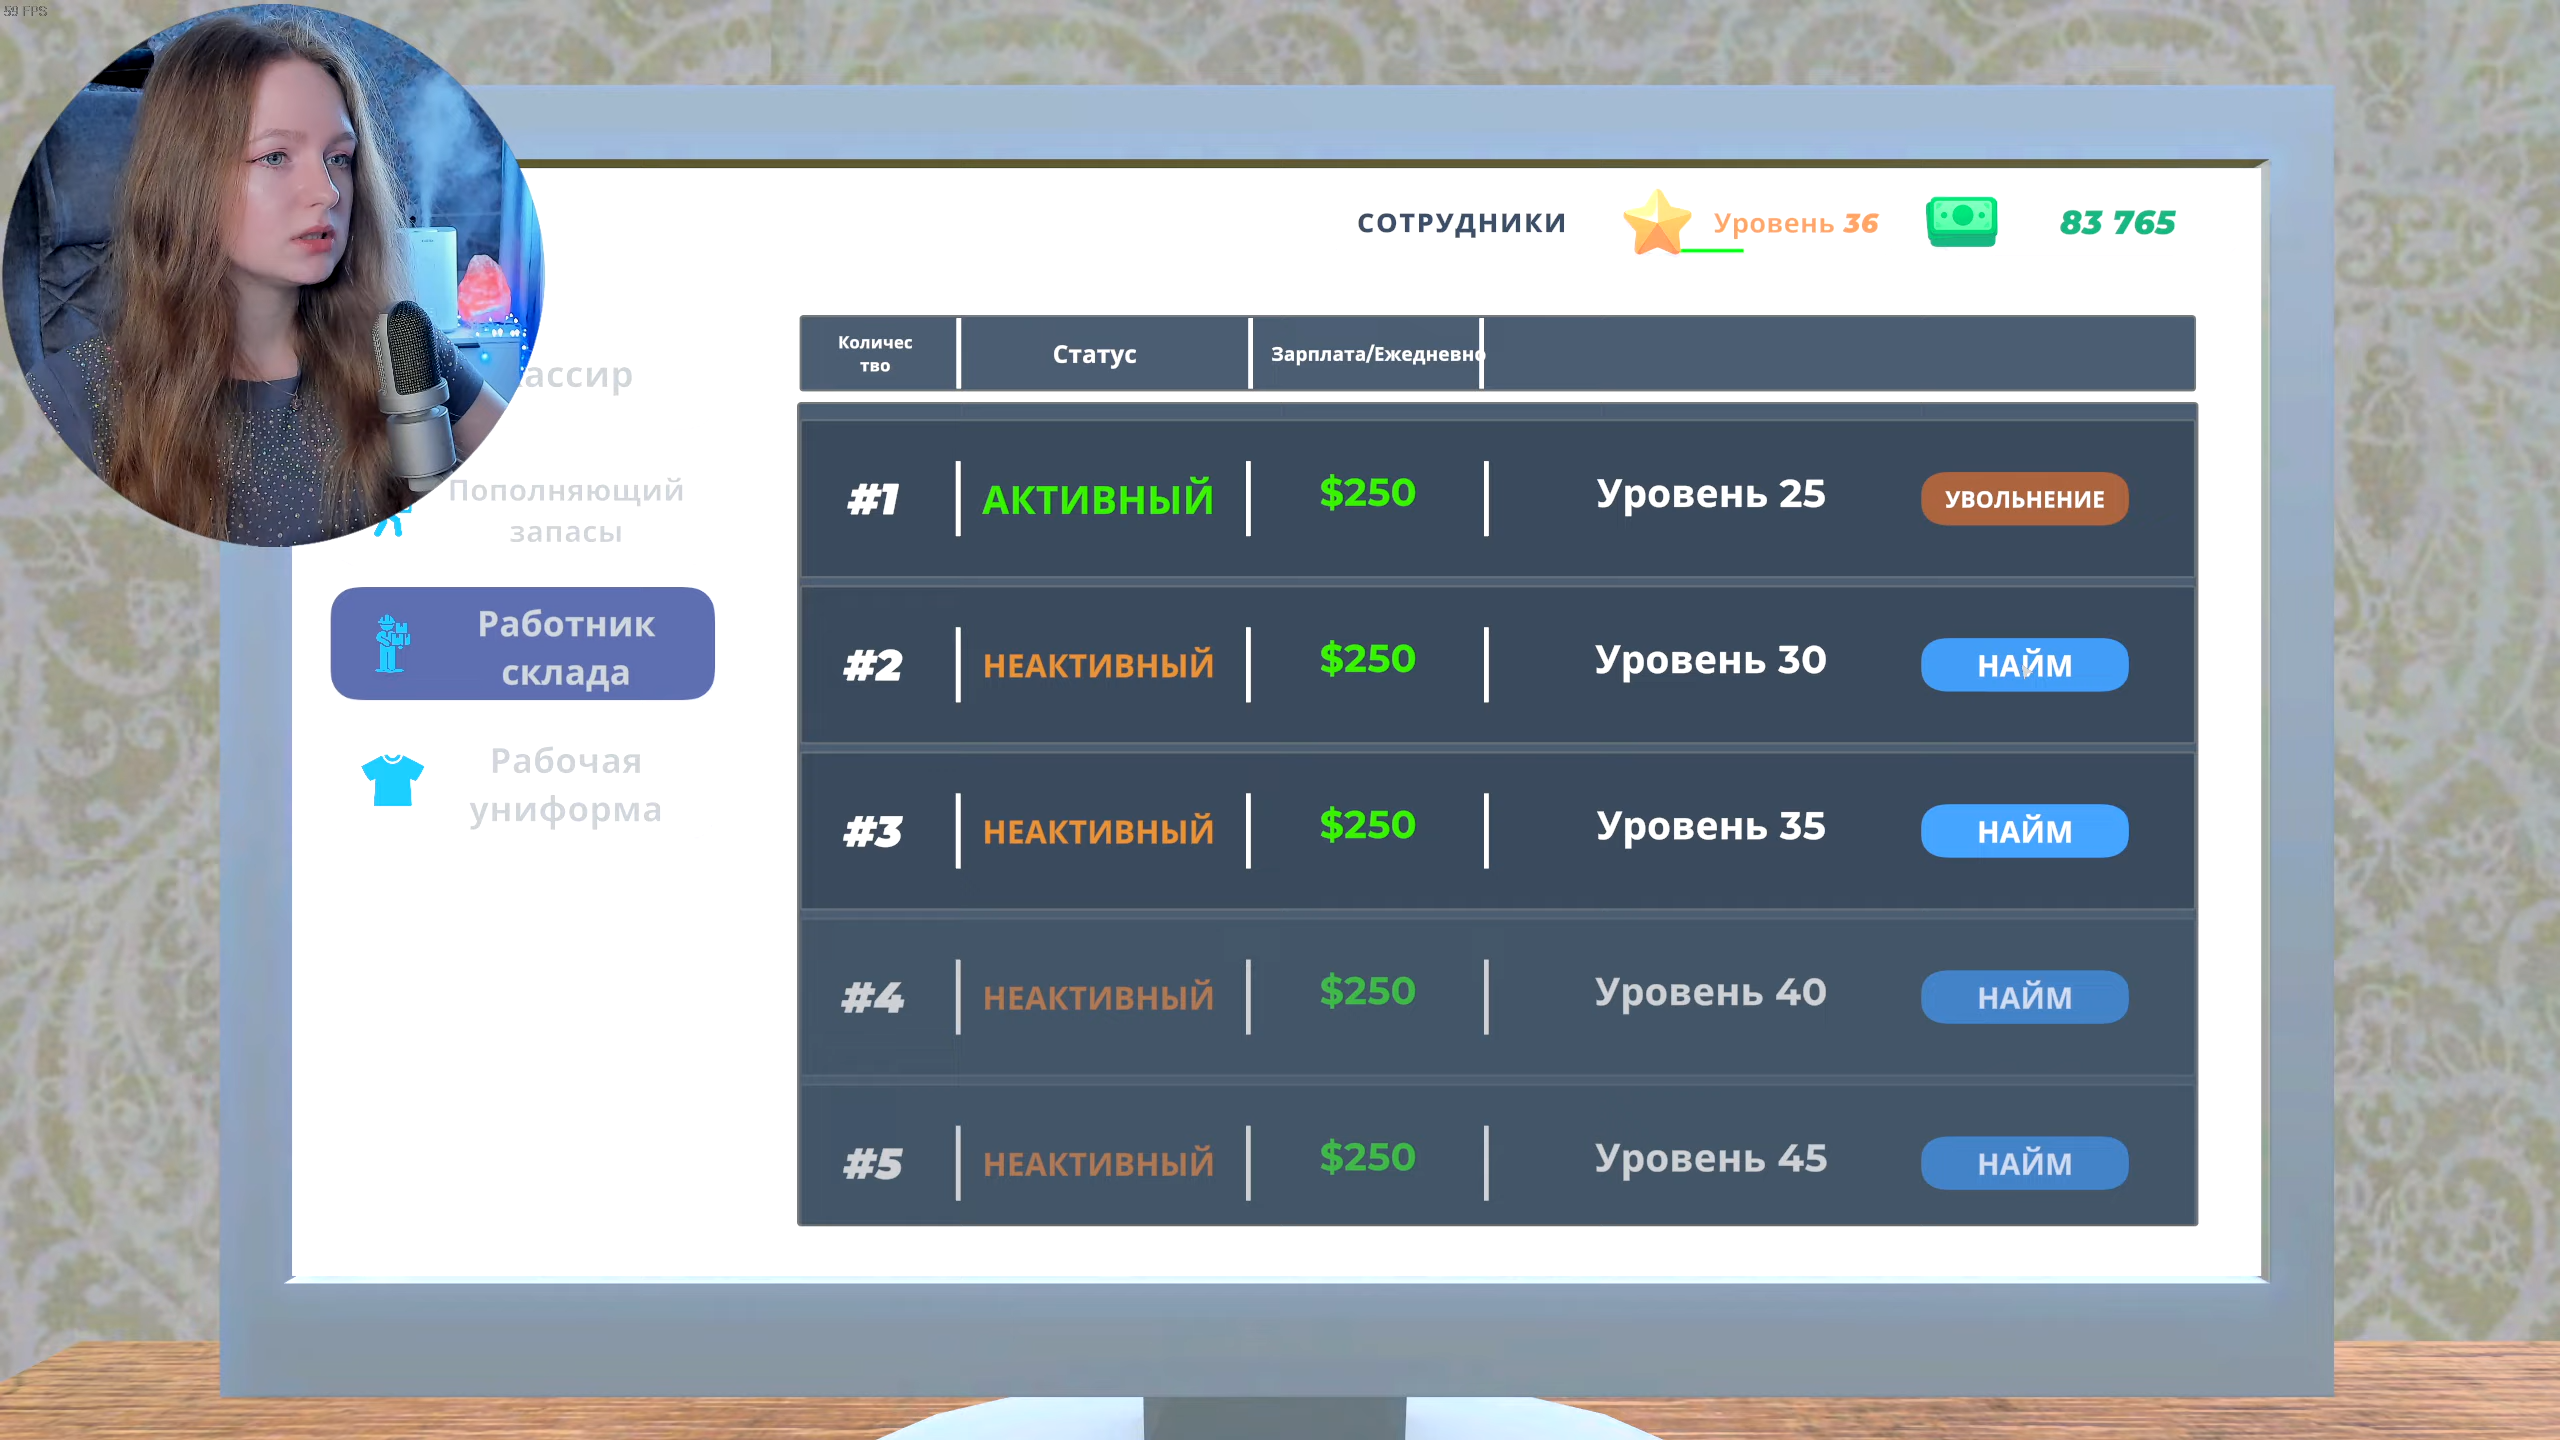 59 FPS
СОТРУДНИКИ
Уровень 36
83 765
ассир
Пополняющий
запасы
Работник
склада
Рабочая
униформа
Количес
тво
Статус
Зарплата/Ежедневно
#1 АКТИВНЫЙ $250 Уровень 25 УВОЛЬНЕНИЕ
#2 НЕАКТИВНЫЙ $250 Уровень 30 НАЙМ
#3 НЕАКТИВНЫЙ $250 Уровень 35 НАЙМ
#4 НЕАКТИВНЫЙ $250 Уровень 40 НАЙМ
#5 НЕАКТИВНЫЙ $250 Уровень 45 НАЙМ